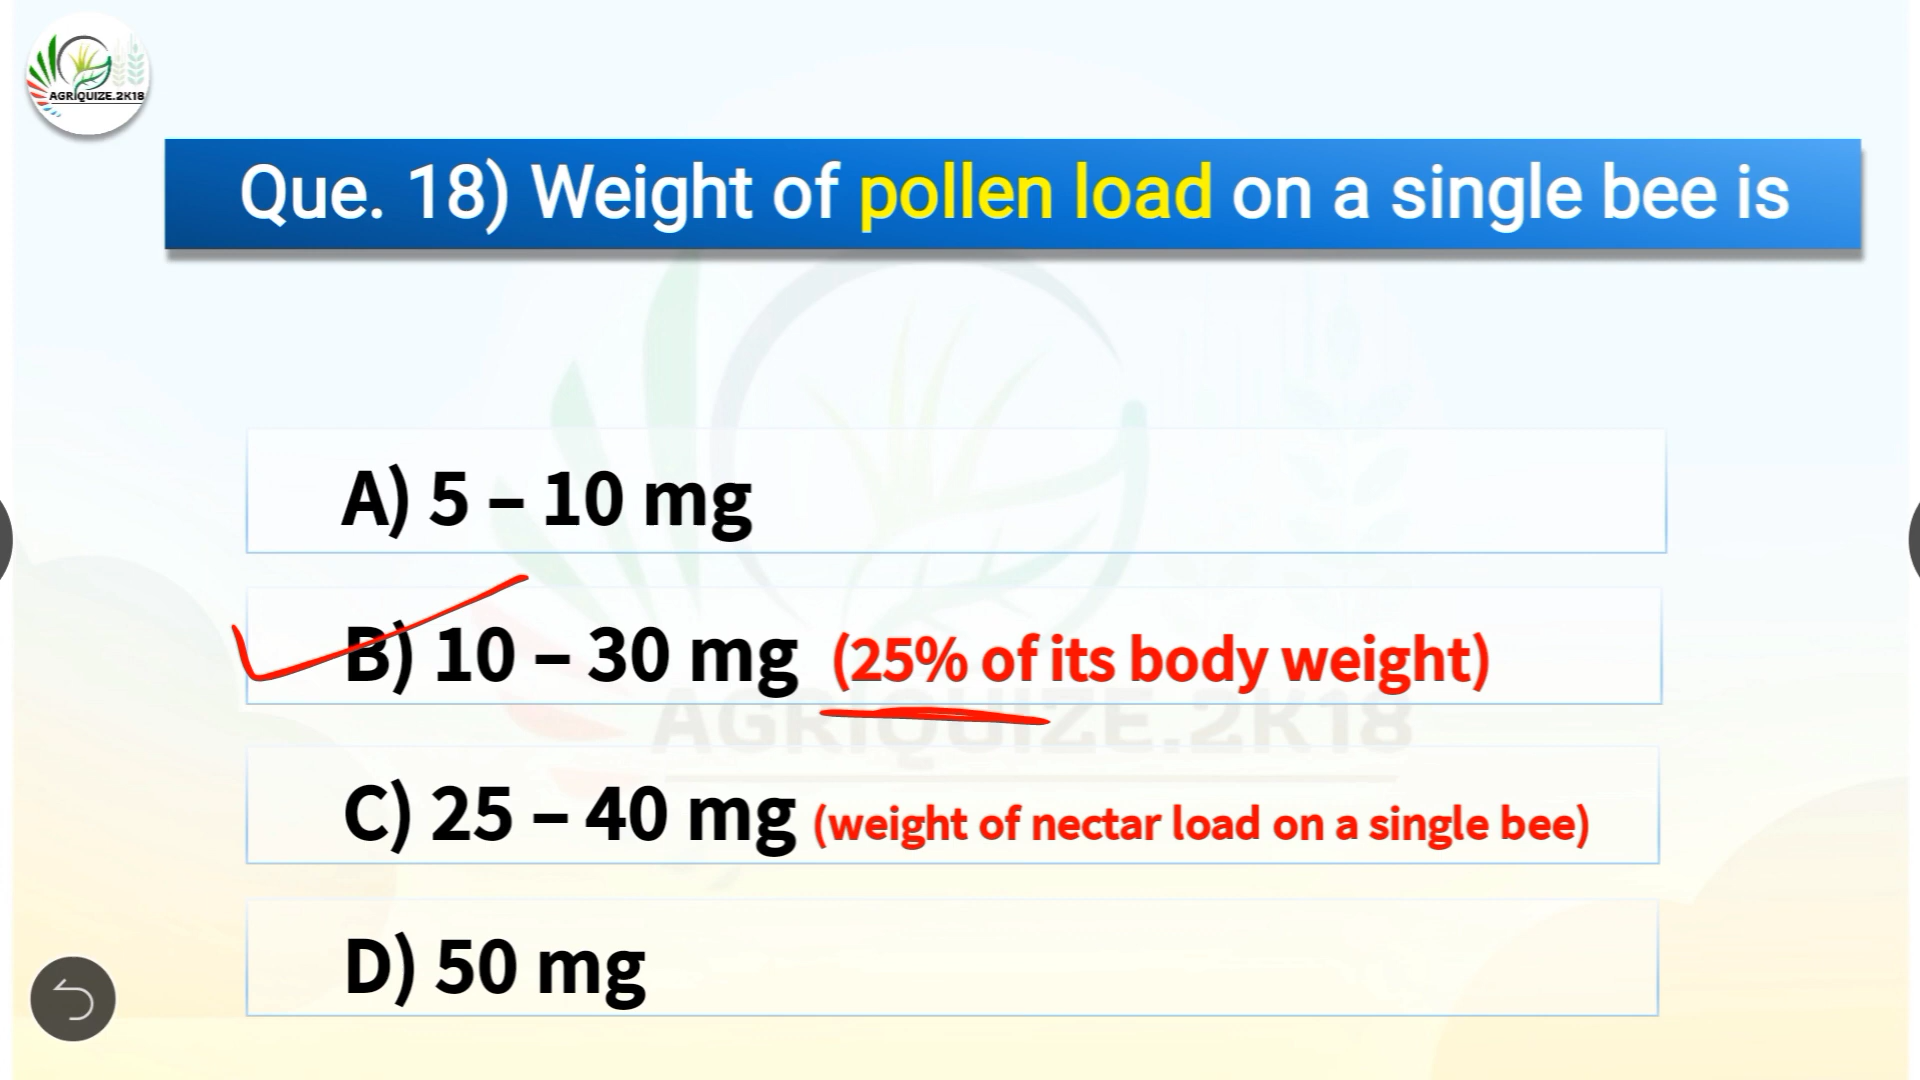 AGRIQUIZE.2K18
Que. 18) Weight of pollen load on a single bee is
A) 5 – 10 mg
B) 10 – 30 mg (25% of its body weight)
AGRIQUIZE.2K18
C) 25 – 40 mg (weight of nectar load on a single bee)
D) 50 mg